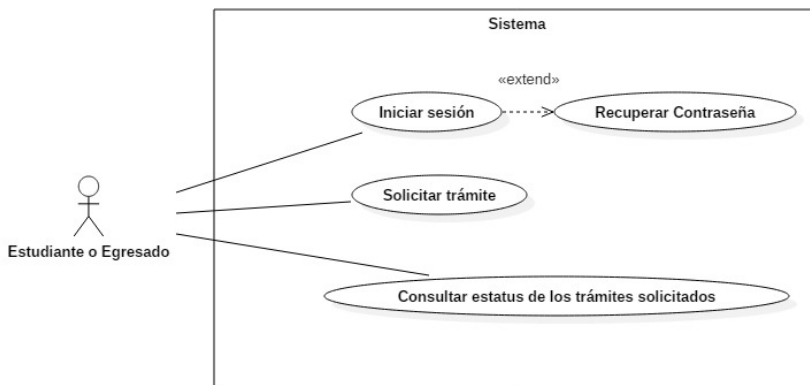 Sistema
«extend»
Iniciar sesión
Recuperar Contraseña
Solicitar trámite
Estudiante o Egresado
Consultar estatus de los trámites solicitados